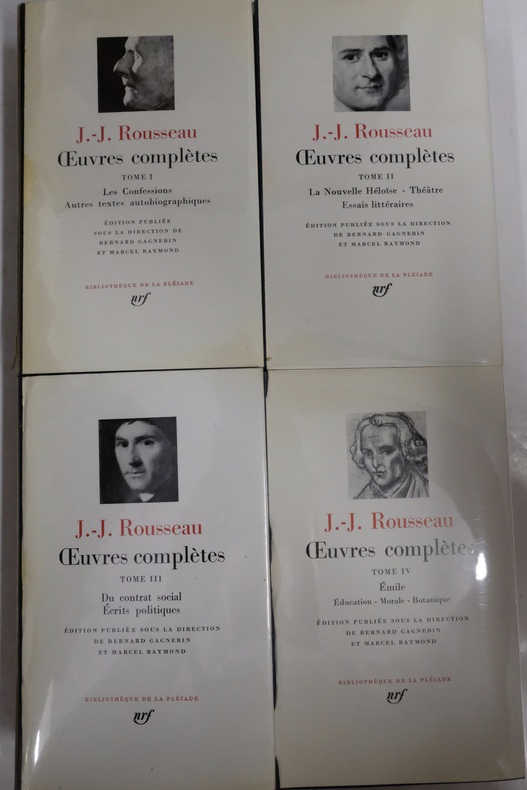 J.-J. Rousseau
Œuvres complètes
TOME I
Les Confessions
Autres textes autobiographiques
ÉDITION PUBLIÉE
SOUS LA DIRECTION DE
BERNARD GAGNEBIN
ET MARCEL RAYMOND
BIBLIOTHÈQUE DE LA PLÉIADE
nrf
J.-J. Rousseau
Œuvres complètes
TOME II
La Nouvelle Héloïse - Théâtre
Essais littéraires
ÉDITION PUBLIÉE SOUS LA DIRECTION
DE BERNARD GAGNEBIN
ET MARCEL RAYMOND
BIBLIOTHÈQUE DE LA PLÉIADE
nrf
J.-J. Rousseau
Œuvres complètes
TOME III
Du contrat social
Écrits politiques
ÉDITION PUBLIÉE SOUS LA DIRECTION
DE BERNARD GAGNEBIN
ET MARCEL RAYMOND
BIBLIOTHÈQUE DE LA PLÉIADE
nrf
J.-J. Rousseau
Œuvres complètes
TOME IV
Émile
Éducation - Morale - Botanique
ÉDITION PUBLIÉE SOUS LA DIRECTION
DE BERNARD GAGNEBIN
ET MARCEL RAYMOND
BIBLIOTHÈQUE DE LA PLÉIADE
nrf